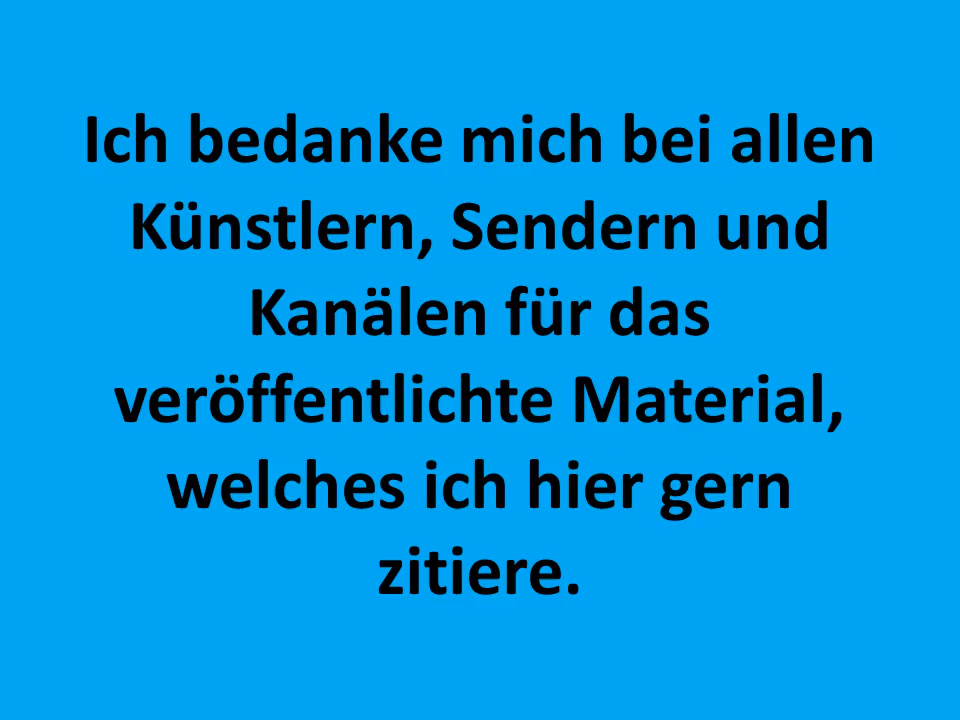 Ich bedanke mich bei allen
Künstlern, Sendern und
Kanälen für das
veröffentlichte Material,
welches ich hier gern
zitiere.